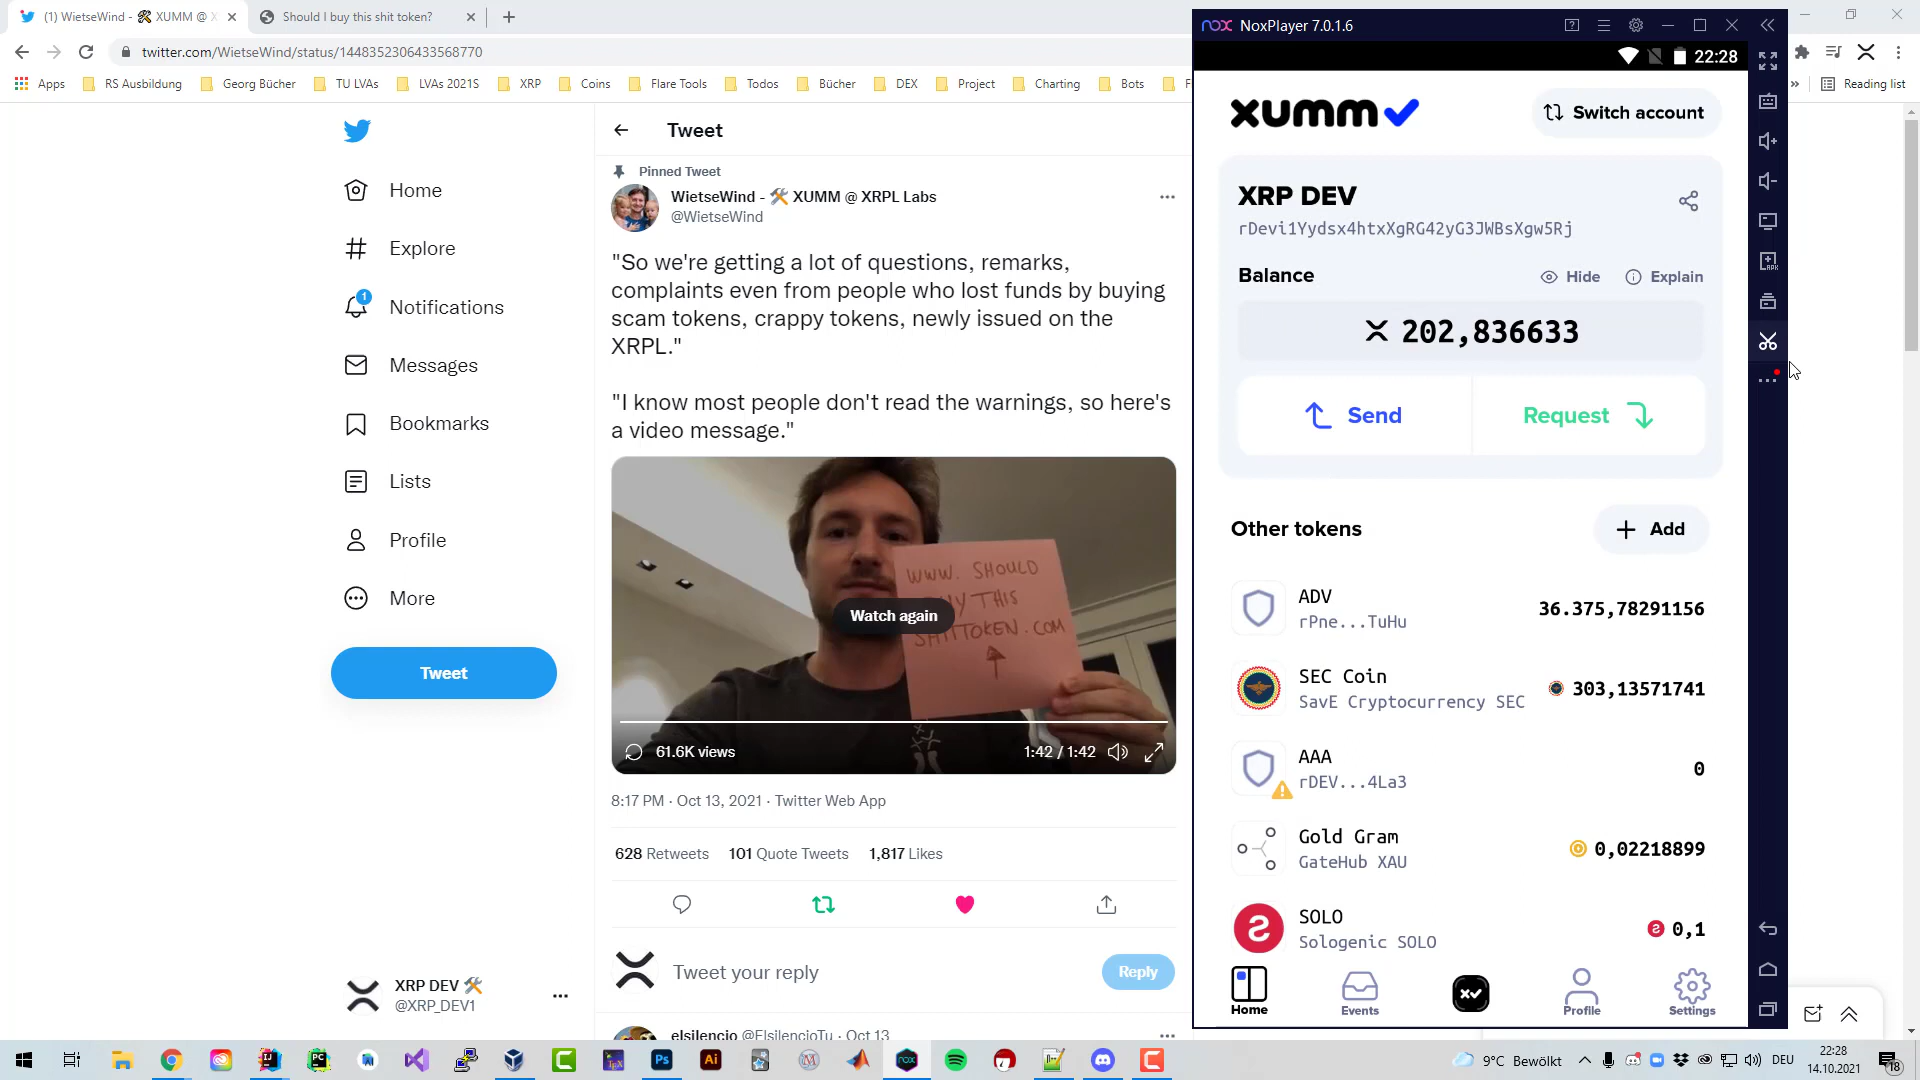 (1) WietseWind - 🛠 XUMM @ X
Should I buy this shit token?
twitter.com/WietseWind/status/1448352306433568770
Apps
RS Ausbildung
Georg Bücher
TU LVAs
LVAs 2021S
XRP
Coins
Flare Tools
Todos
Bücher
DEX
Project
Charting
Bots
F
»
Reading list
Home
Explore
1
Notifications
Messages
Bookmarks
Lists
Profile
More
Tweet
XRP DEV 🛠
@XRP_DEV1
Tweet
Pinned Tweet
WietseWind - 🛠 XUMM @ XRPL Labs
@WietseWind
"So we're getting a lot of questions, remarks,
complaints even from people who lost funds by buying
scam tokens, crappy tokens, newly issued on the
XRPL."
"I know most people don't read the warnings, so here's
a video message."
WWW. SHOULD
THIS
SHITTOKEN.COM
Watch again
61.6K views
1:42 / 1:42
8:17 PM · Oct 13, 2021 · Twitter Web App
628 Retweets 101 Quote Tweets 1,817 Likes
Tweet your reply
Reply
elsilencio @ElsilencioTu · Oct 13
nox NoxPlayer 7.0.1.6
22:28
xumm
Switch account
XRP DEV
rDevi1Yydsx4htxXgRG42yG3JWBsXgw5Rj
Balance
Hide
Explain
202,836633
Send
Request
Other tokens
+ Add
ADV
rPne...TuHu
36.375,78291156
SEC Coin
SavE Cryptocurrency SEC
303,13571741
AAA
rDEV...4La3
0
Gold Gram
GateHub XAU
0,02218899
SOLO
Sologenic SOLO
0,1
Home
Events
Profile
Settings
9°C Bewölkt
DEU
22:28
14.10.2021
18